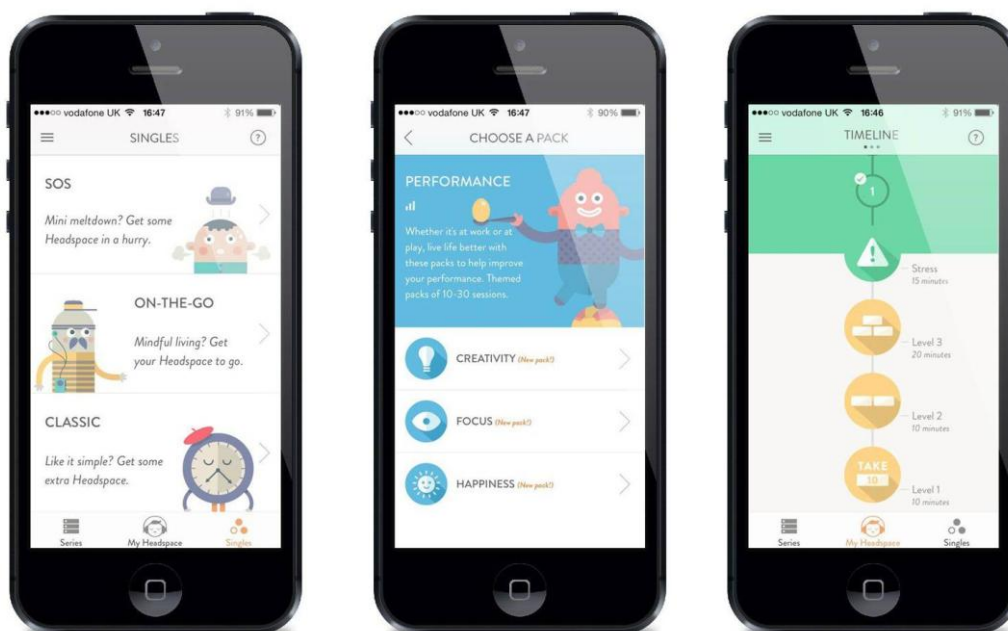 ●●●○○ vodafone UK 16:47 91%
SINGLES
?
SOS
Mini meltdown? Get some
Headspace in a hurry.
ON-THE-GO
Mindful living? Get
your Headspace to go.
CLASSIC
Like it simple? Get some
extra Headspace.
Series My Headspace Singles
●●●○○ vodafone UK 16:47 90%
CHOOSE A PACK
PERFORMANCE
Whether it's at work or at
play, live life better with
these packs to help improve
your performance. Themed
packs of 10-30 sessions.
CREATIVITY (New pack!)
FOCUS (New pack!)
HAPPINESS (New pack!)
●●●○○ vodafone UK 16:46 91%
TIMELINE
?
1
Stress
15 minutes
Level 3
20 minutes
Level 2
10 minutes
TAKE
10
Level 1
10 minutes
Series My Headspace Singles